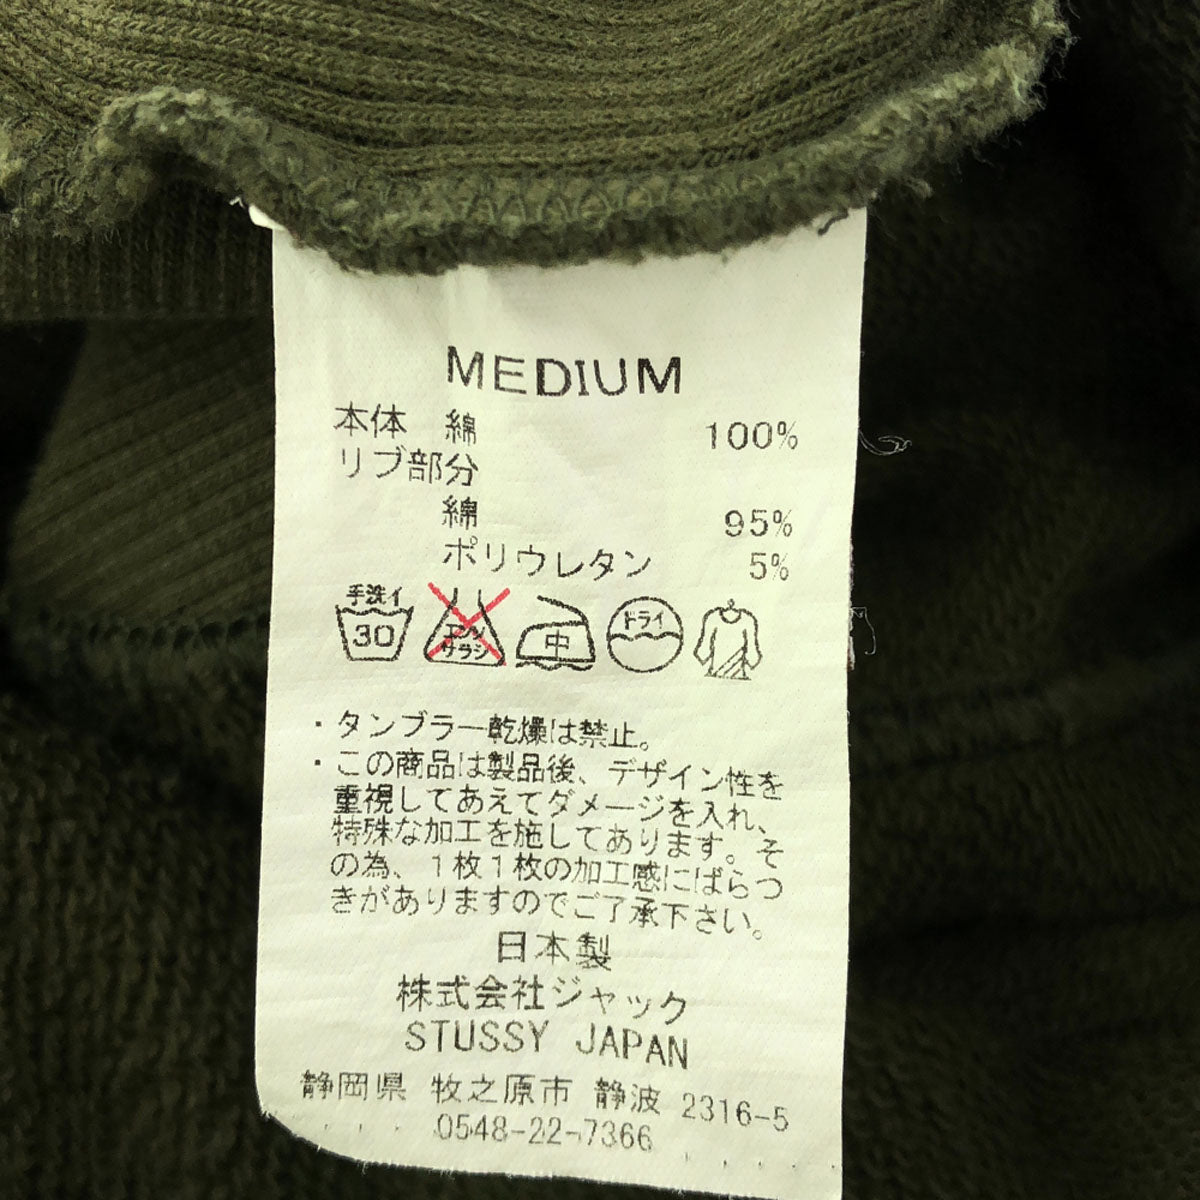 MEDIUM
本体 綿 100%
リブ部分
綿 95%
ポリウレタン 5%
手洗イ
30
エンソ
サラシ
中
ドライ
・タンブラー乾燥は禁止。
・この商品は製品後、デザイン性を
重視してあえてダメージを入れ、
特殊な加工を施してあります。そ
の為、1枚1枚の加工感にばらつ
きがありますのでご了承下さい。
日本製
株式会社ジャック
STUSSY JAPAN
静岡県 牧之原市 静波 2316-5
0548-22-7366